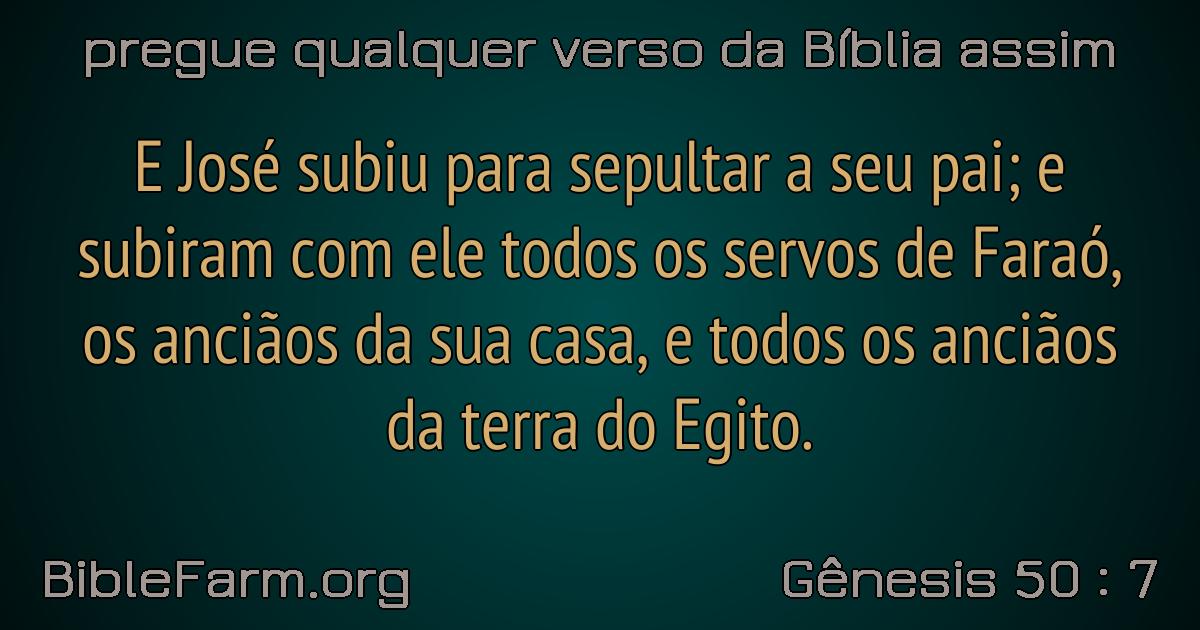 pregue qualquer verso da Bíblia assim
E José subiu para sepultar a seu pai; e
subiram com ele todos os servos de Faraó,
os anciãos da sua casa, e todos os anciãos
da terra do Egito.
BibleFarm.org
Gênesis 50 : 7